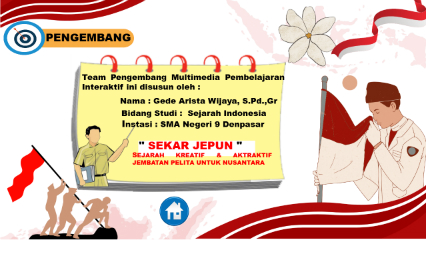 PENGEMBANG
Team Pengembang Multimedia Pembelajaran
Interaktif ini disusun oleh :
Nama : Gede Arista Wijaya, S.Pd.,Gr
Bidang Studi : Sejarah Indonesia
Instasi : SMA Negeri 9 Denpasar
" SEKAR JEPUN "
SEJARAH KREATIF & AKTRAKTIF
JEMBATAN PELITA UNTUK NUSANTARA